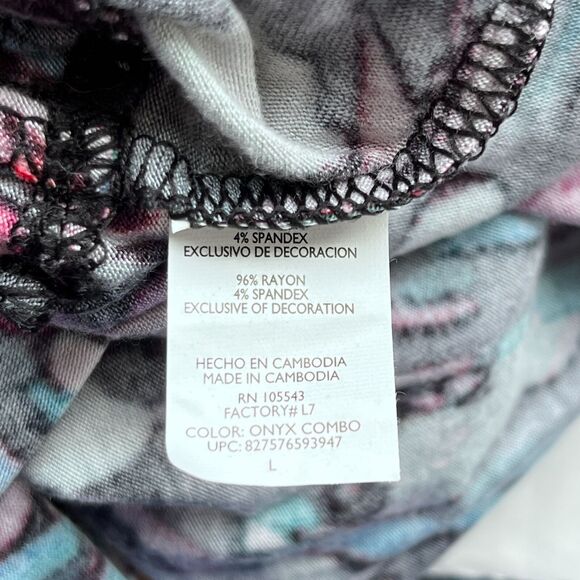 4% SPANDEX
EXCLUSIVO DE DECORACION
96% RAYON
4% SPANDEX
EXCLUSIVE OF DECORATION
HECHO EN CAMBODIA
MADE IN CAMBODIA
RN 105543
FACTORY# L7
COLOR: ONYX COMBO
UPC: 827576593947
L